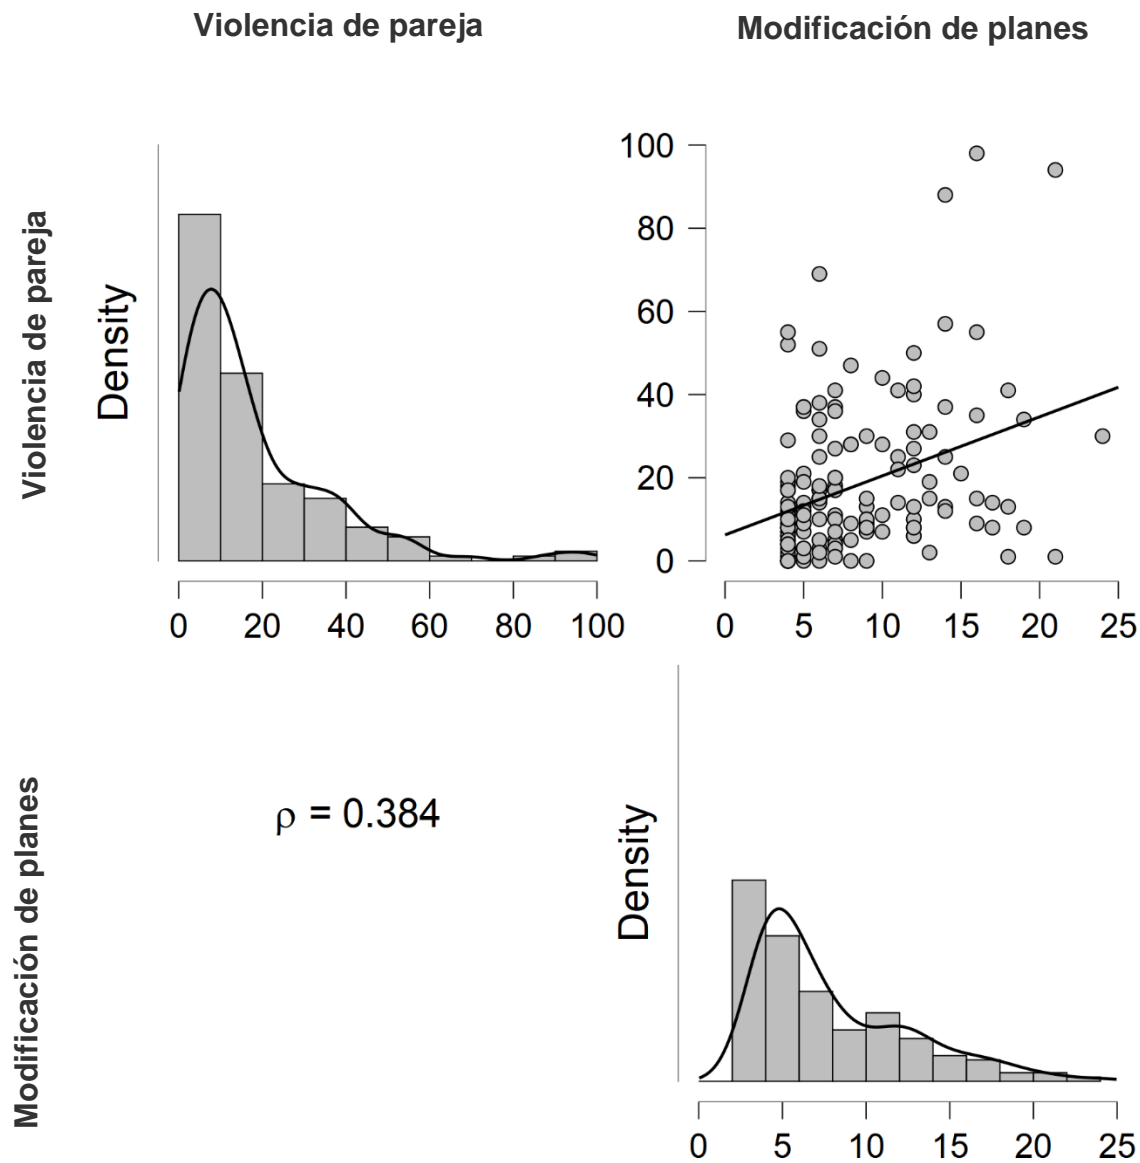 Violencia de pareja
Modificación de planes
Violencia de pareja
Density
0 20 40 60 80 100
100
80
60
40
20
0
0 5 10 15 20 25
Modificación de planes
ρ = 0.384
Density
0 5 10 15 20 25